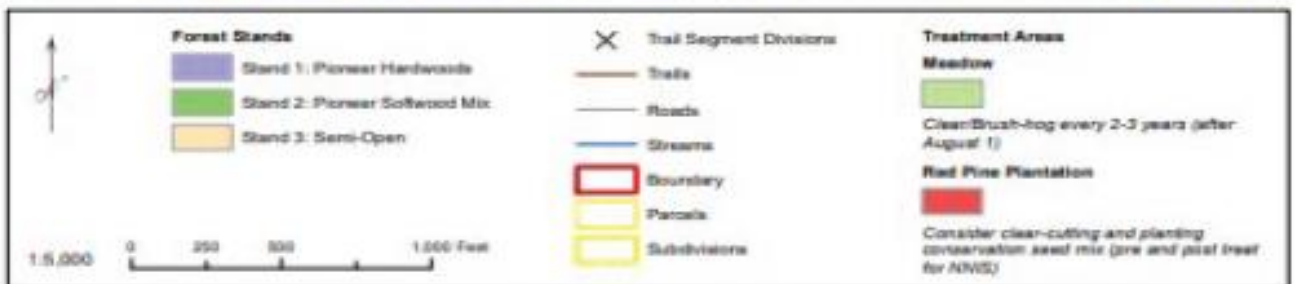 Forest Stands
Stand 1: Pioneer Hardwoods
Stand 2: Pioneer Softwood Mix
Stand 3: Semi-Open
1:5,000
0 250 500 1,000 Feet
Trail Segment Divisions
Trails
Roads
Streams
Boundary
Parcels
Subdivisions
Treatment Areas
Meadow
Clear/Brush-hog every 2-3 years (after
August 1)
Red Pine Plantation
Consider clear-cutting and planting
conservation seed mix (pre and post treat
for NNIS)